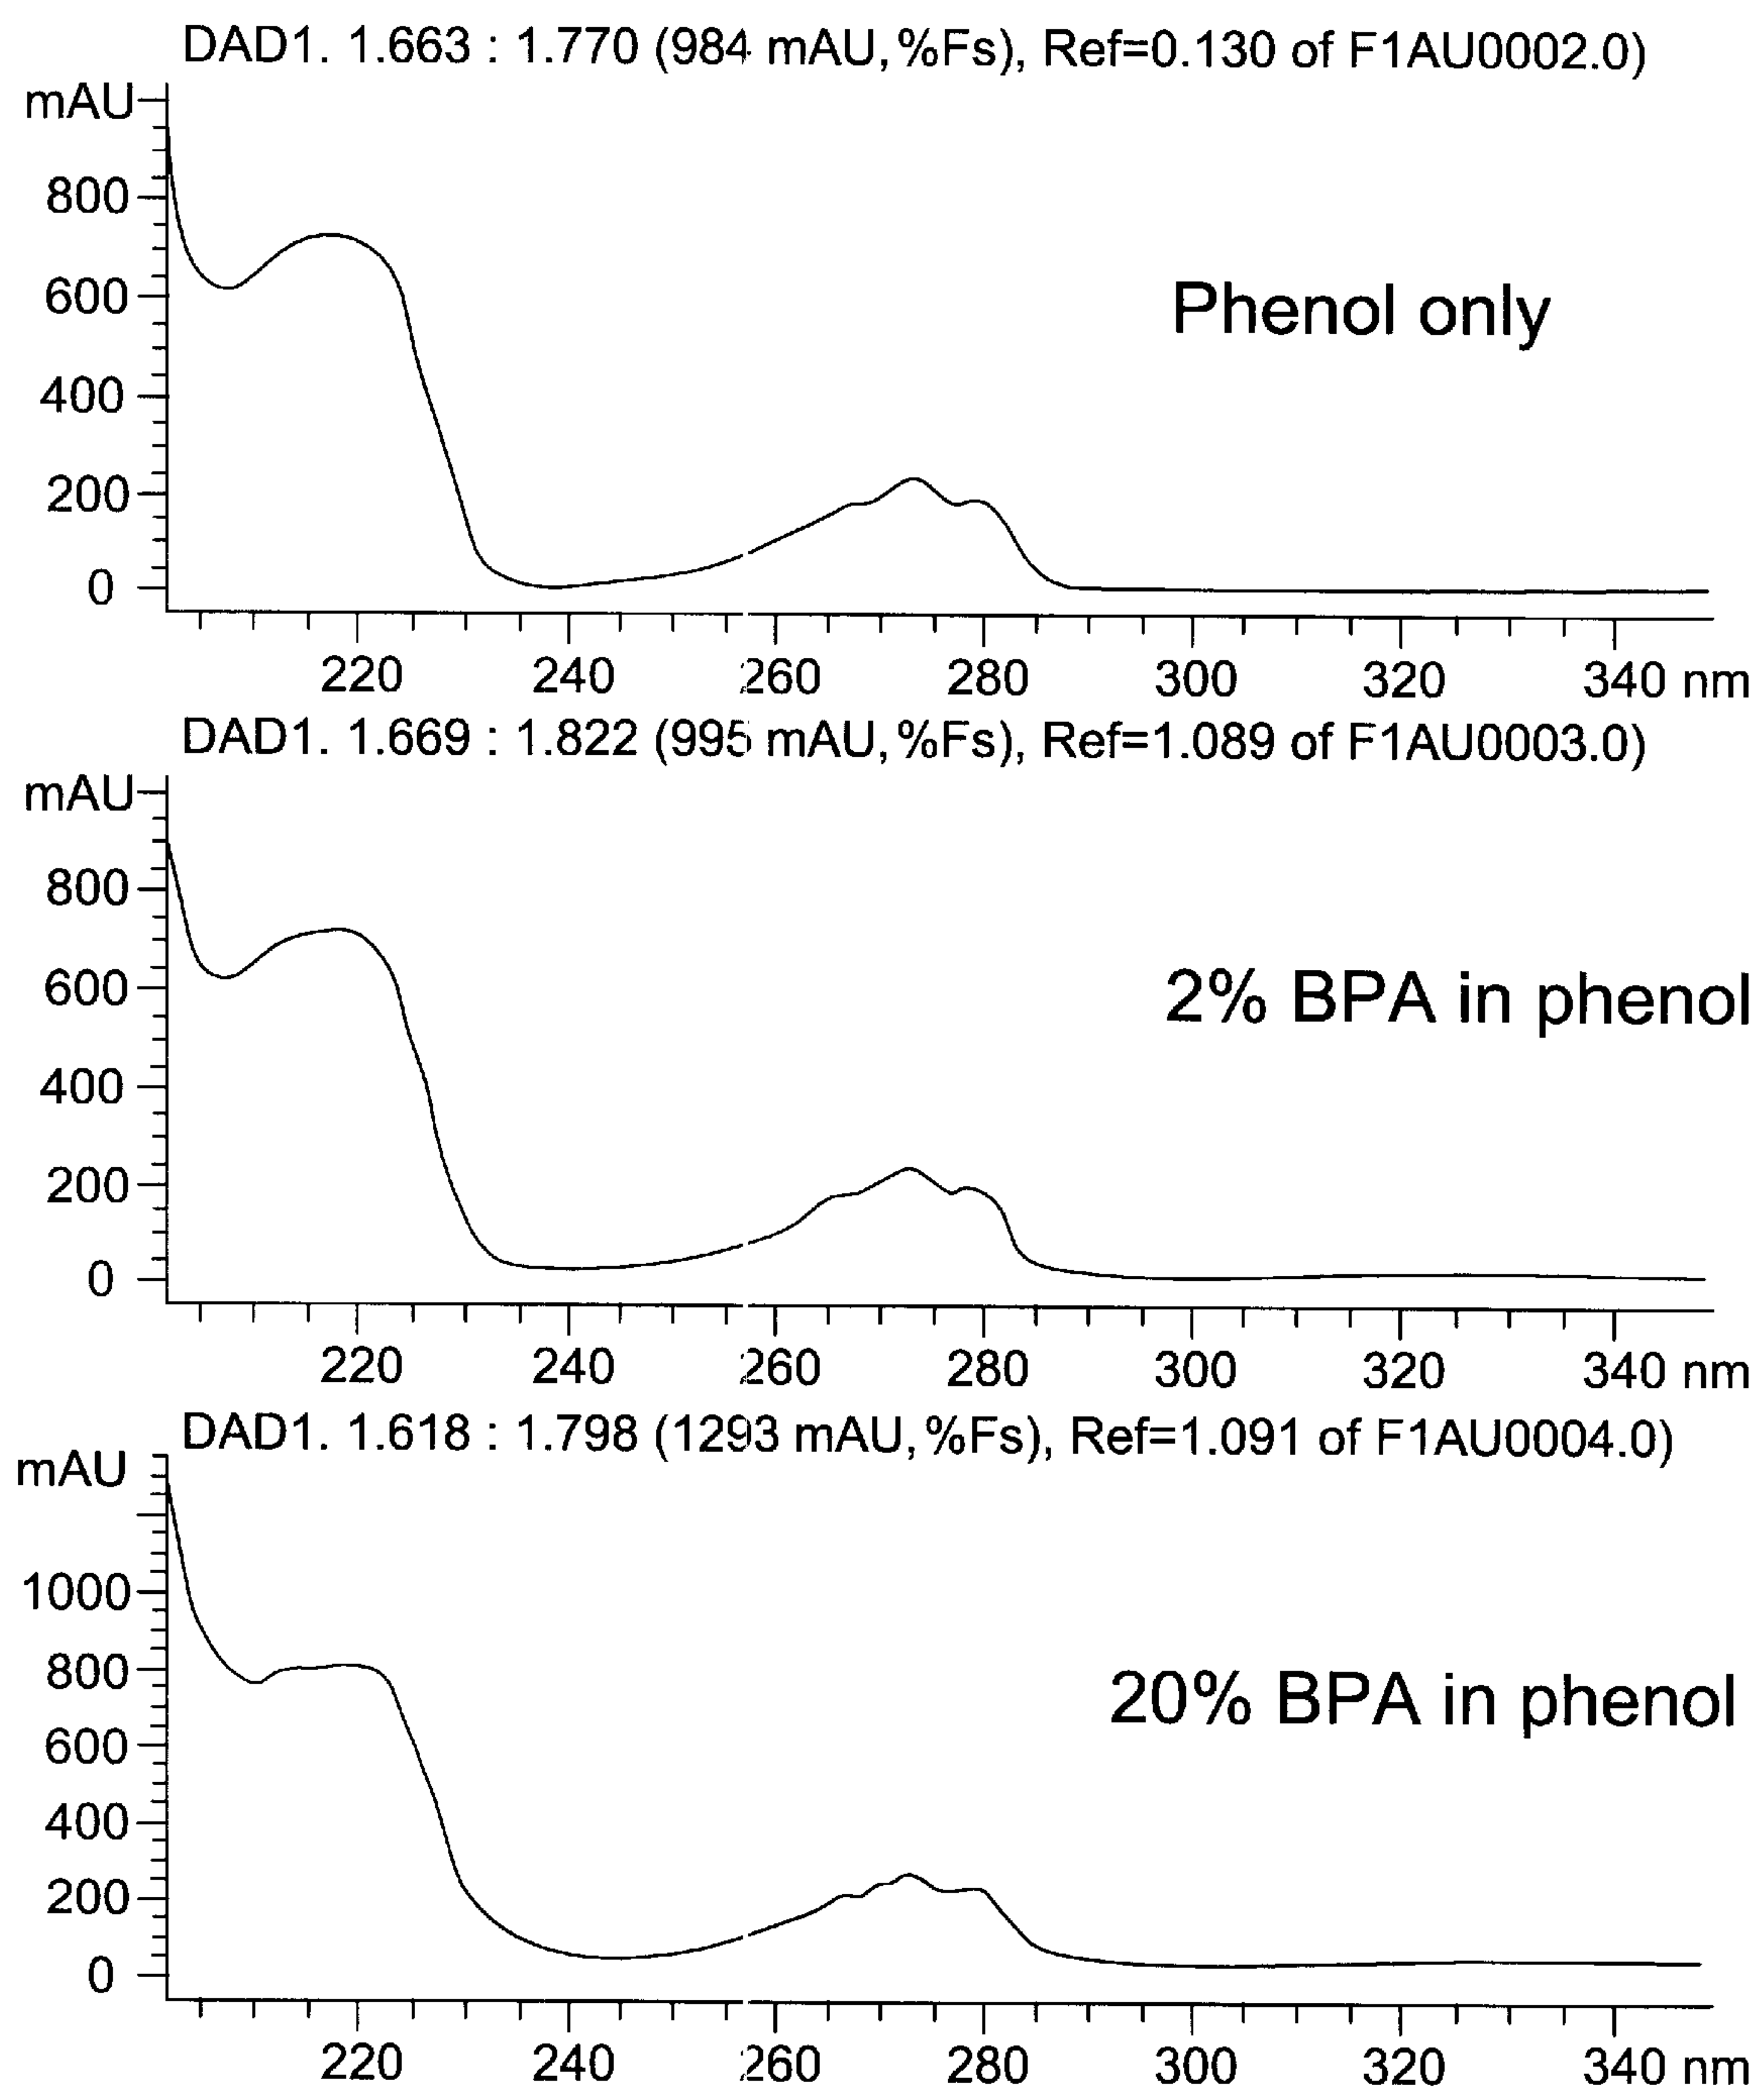 DAD1. 1.663 : 1.770 (984 mAU,%Fs), Ref=0.130 of F1AU0002.0)
mAU
800
600
400
200
0
Phenol only
220 240 260 280 300 320 340 nm
DAD1. 1.669 : 1.822 (995 mAU,%Fs), Ref=1.089 of F1AU0003.0)
mAU
800
600
400
200
0
2% BPA in phenol
220 240 260 280 300 320 340 nm
DAD1. 1.618 : 1.798 (1293 mAU,%Fs), Ref=1.091 of F1AU0004.0)
mAU
1000
800
600
400
200
0
20% BPA in phenol
220 240 260 280 300 320 340 nm